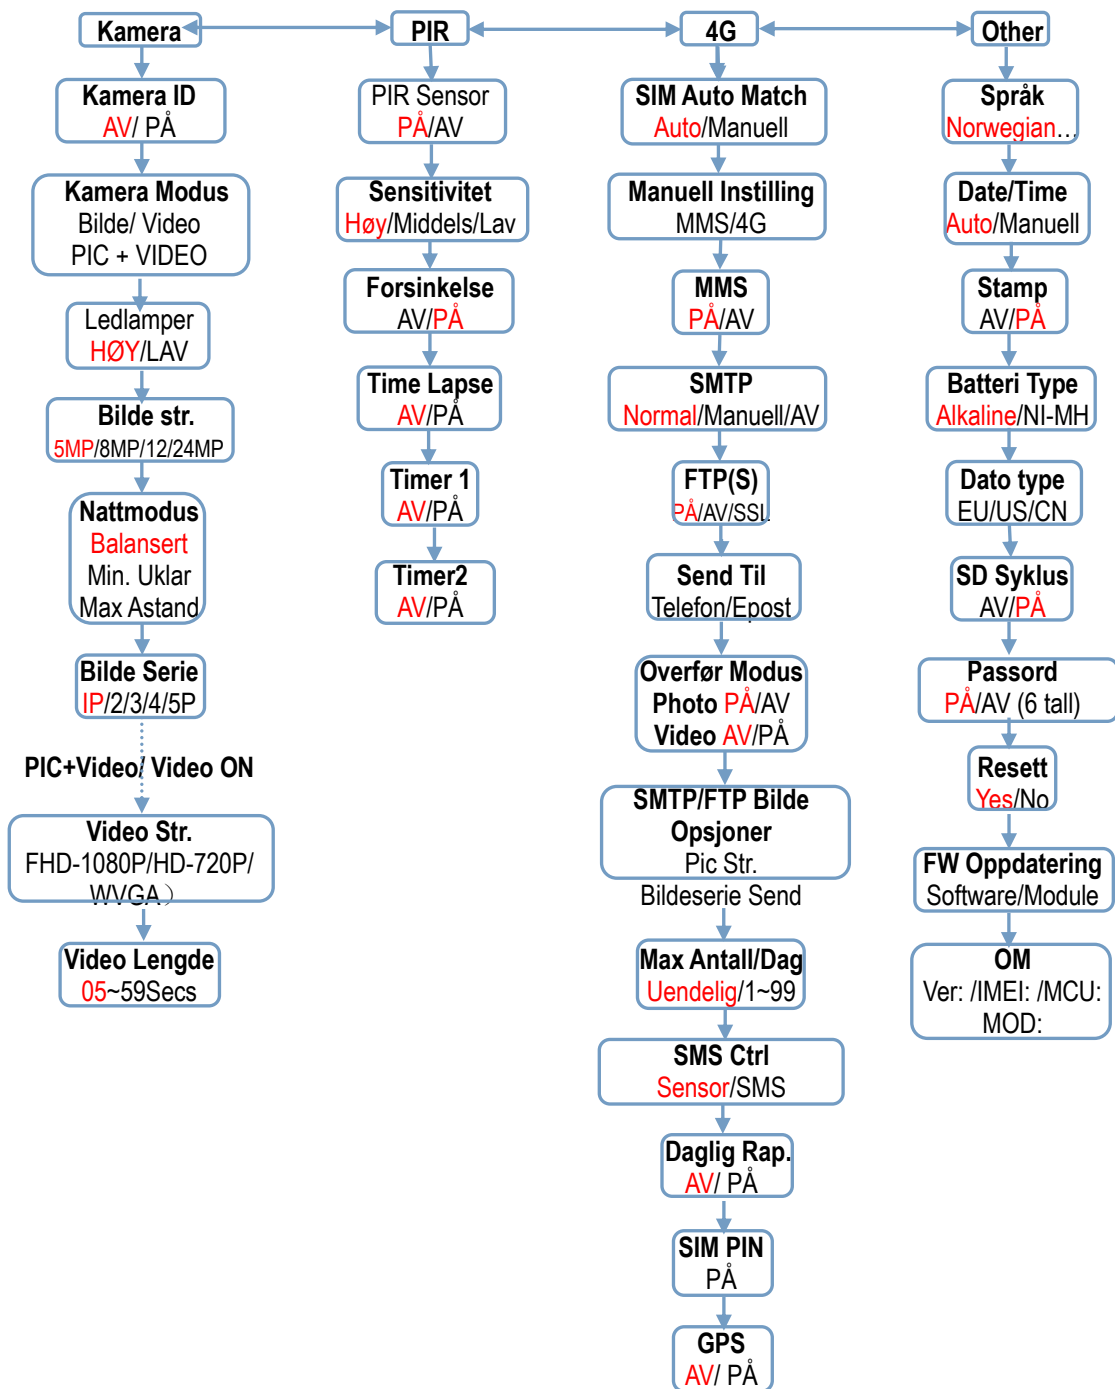 Kamera
PIR
4G
Other
Kamera ID
AV/ PÅ
Kamera Modus
Bilde/ Video
PIC + VIDEO
Ledlamper
HØY/LAV
Bilde str.
5MP/8MP/12/24MP
Nattmodus
Balansert
Min. Uklar
Max Astand
Bilde Serie
IP/2/3/4/5P
PIC+Video/ Video ON
Video Str.
FHD-1080P/HD-720P/
WVGA）
Video Lengde
05~59Secs
PIR Sensor
PÅ/AV
Sensitivitet
Høy/Middels/Lav
Forsinkelse
AV/PÅ
Time Lapse
AV/PÅ
Timer 1
AV/PÅ
Timer2
AV/PÅ
SIM Auto Match
Auto/Manuell
Manuell Instilling
MMS/4G
MMS
PÅ/AV
SMTP
Normal/Manuell/AV
FTP(S)
PÅ/AV/SSL
Send Til
Telefon/Epost
Overfør Modus
Photo PÅ/AV
Video AV/PÅ
SMTP/FTP Bilde
Opsjoner
Pic Str.
Bildeserie Send
Max Antall/Dag
Uendelig/1~99
SMS Ctrl
Sensor/SMS
Daglig Rap.
AV/ PÅ
SIM PIN
PÅ
GPS
AV/ PÅ
Språk
Norwegian…
Date/Time
Auto/Manuell
Stamp
AV/PÅ
Batteri Type
Alkaline/NI-MH
Dato type
EU/US/CN
SD Syklus
AV/PÅ
Passord
PÅ/AV (6 tall)
Resett
Yes/No
FW Oppdatering
Software/Module
OM
Ver: /IMEI: /MCU:
MOD: